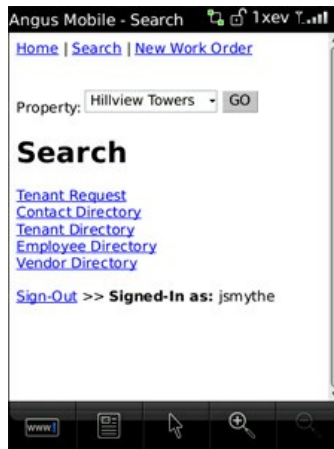 Angus Mobile - Search 1xev
Home | Search | New Work Order
Property: Hillview Towers GO
Search
Tenant Request
Contact Directory
Tenant Directory
Employee Directory
Vendor Directory
Sign-Out >> Signed-In as: jsmythe
www.